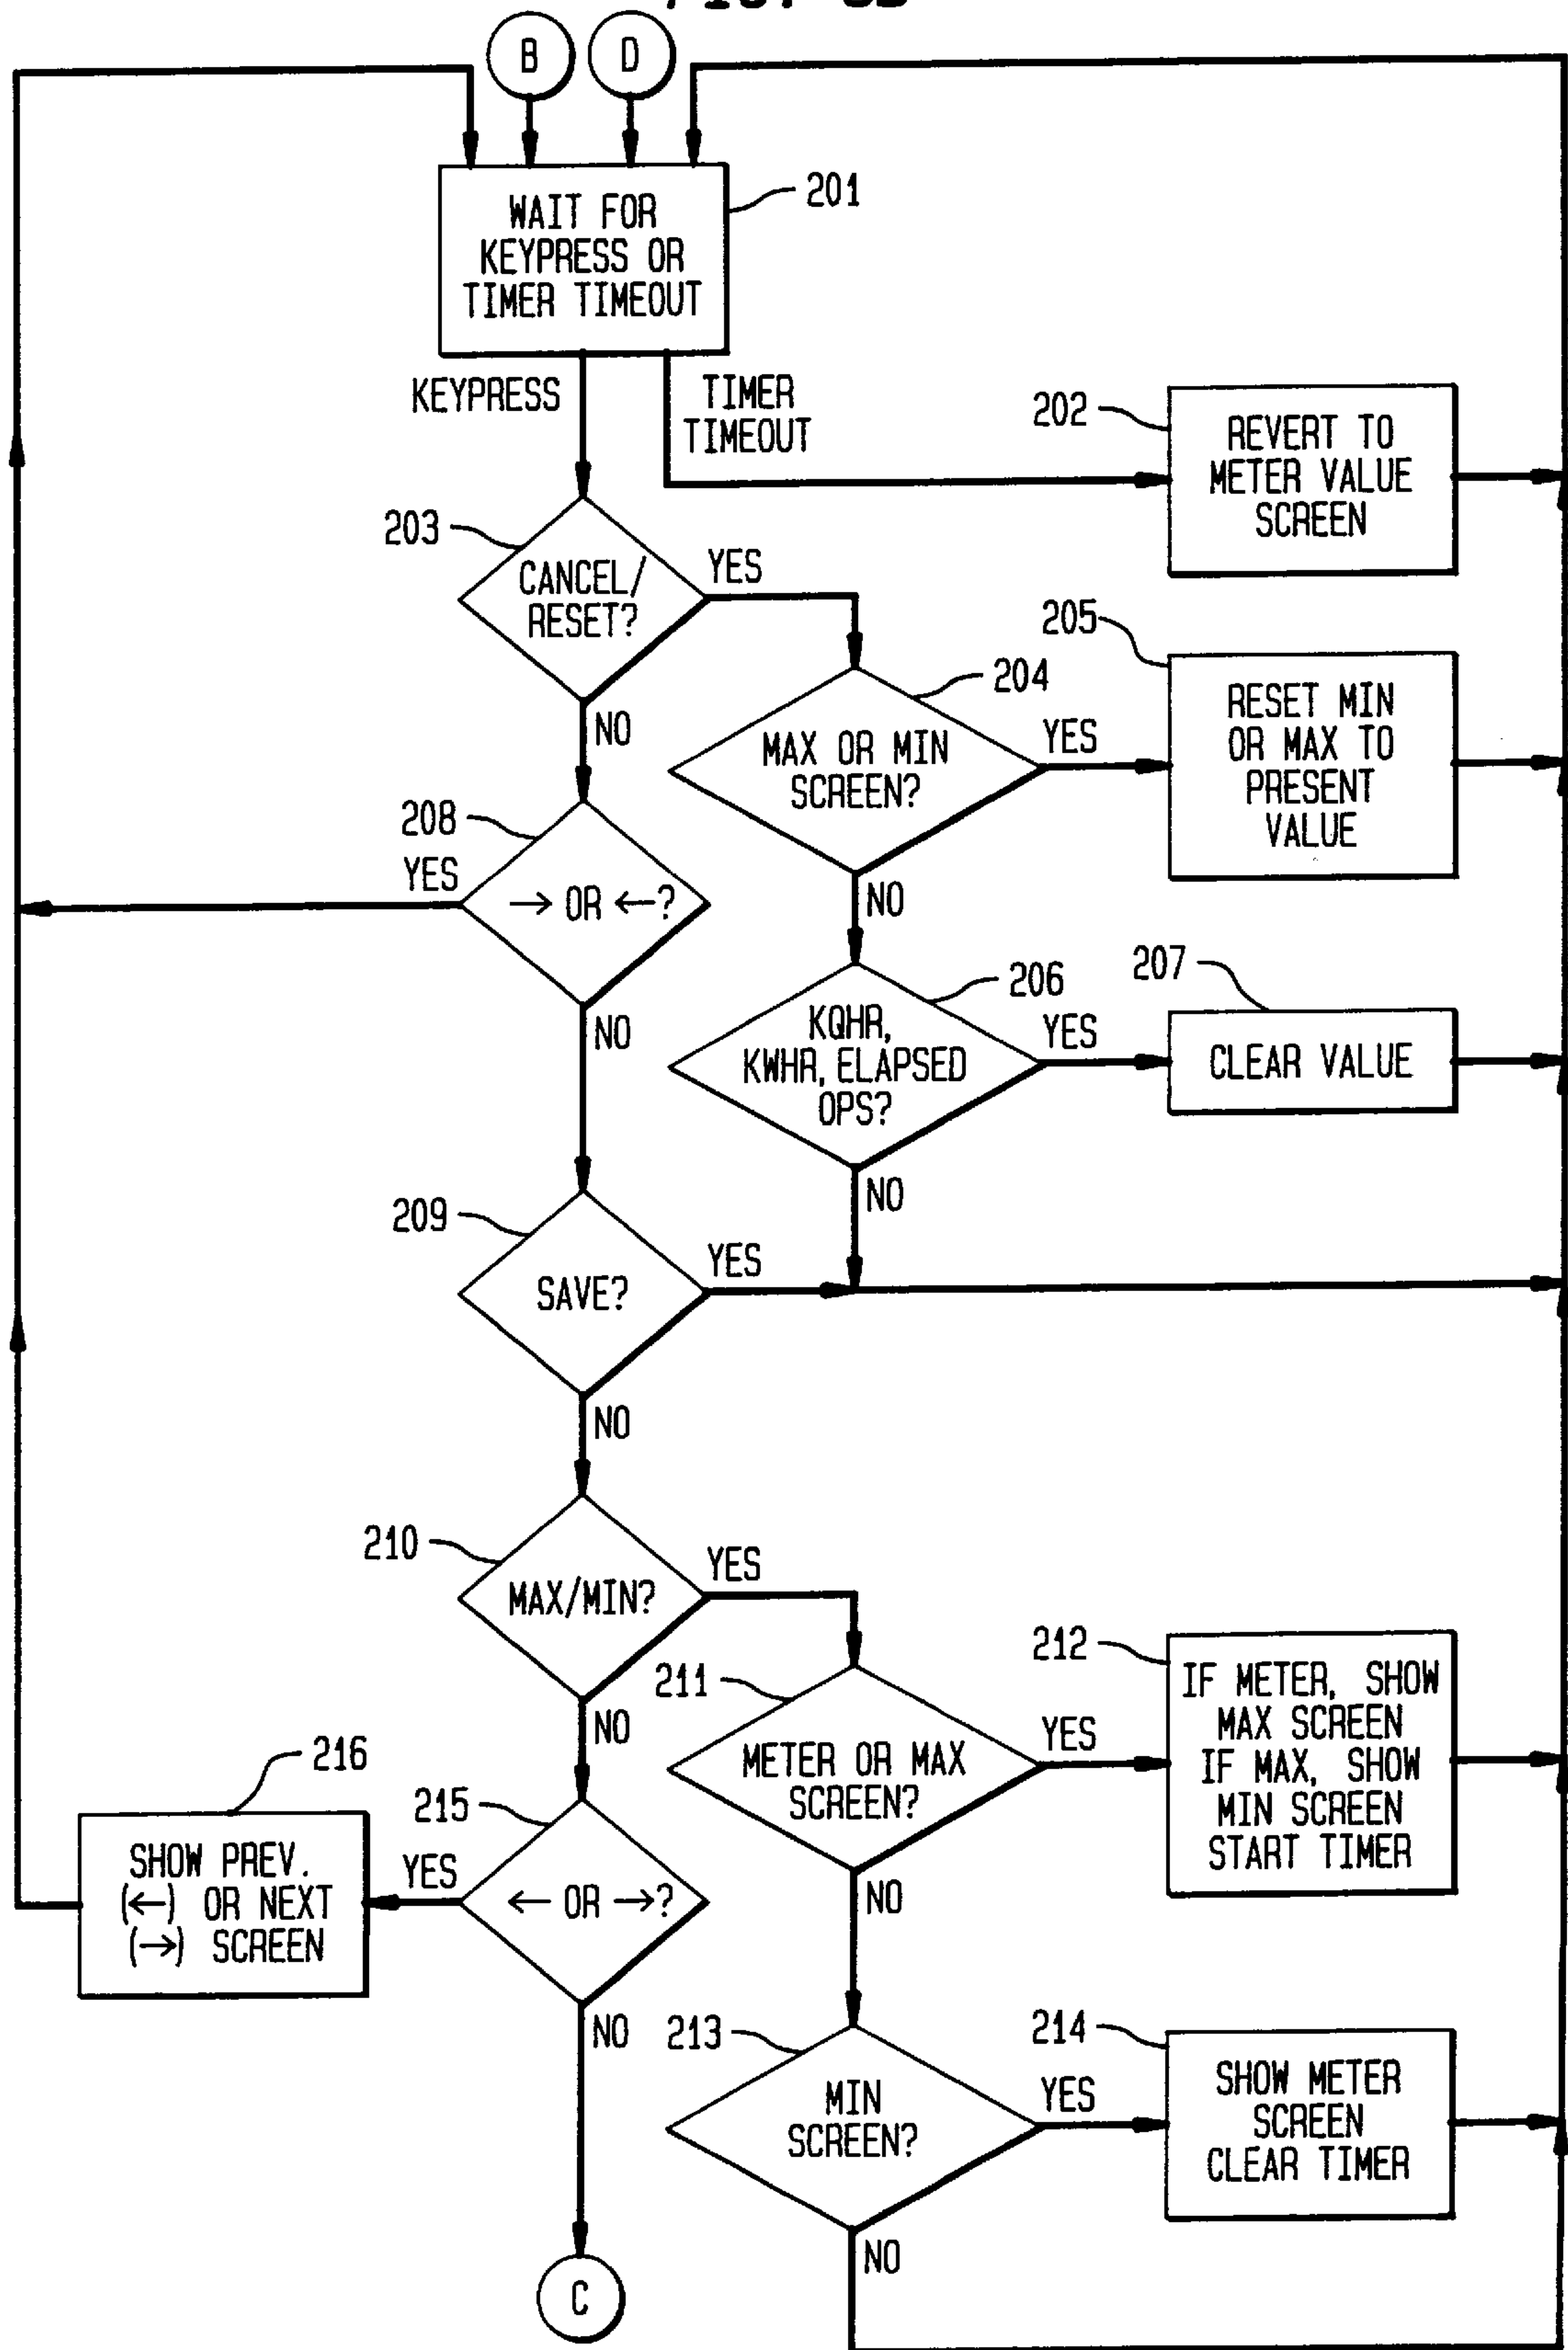 B
D
WAIT FOR
KEYPRESS OR
TIMER TIMEOUT
201
KEYPRESS
TIMER
TIMEOUT
202
REVERT TO
METER VALUE
SCREEN
203
CANCEL/
RESET?
YES
NO
204
MAX OR MIN
SCREEN?
YES
NO
205
RESET MIN
OR MAX TO
PRESENT
VALUE
208
YES
→ OR ←?
NO
206
KQHR,
KWHR, ELAPSED
OPS?
YES
NO
207
CLEAR VALUE
209
SAVE?
YES
NO
210
MAX/MIN?
YES
NO
211
METER OR MAX
SCREEN?
YES
NO
212
IF METER, SHOW
MAX SCREEN
IF MAX, SHOW
MIN SCREEN
START TIMER
215
← OR →?
YES
NO
216
SHOW PREV.
(←) OR NEXT
(→) SCREEN
213
MIN
SCREEN?
YES
NO
214
SHOW METER
SCREEN
CLEAR TIMER
C